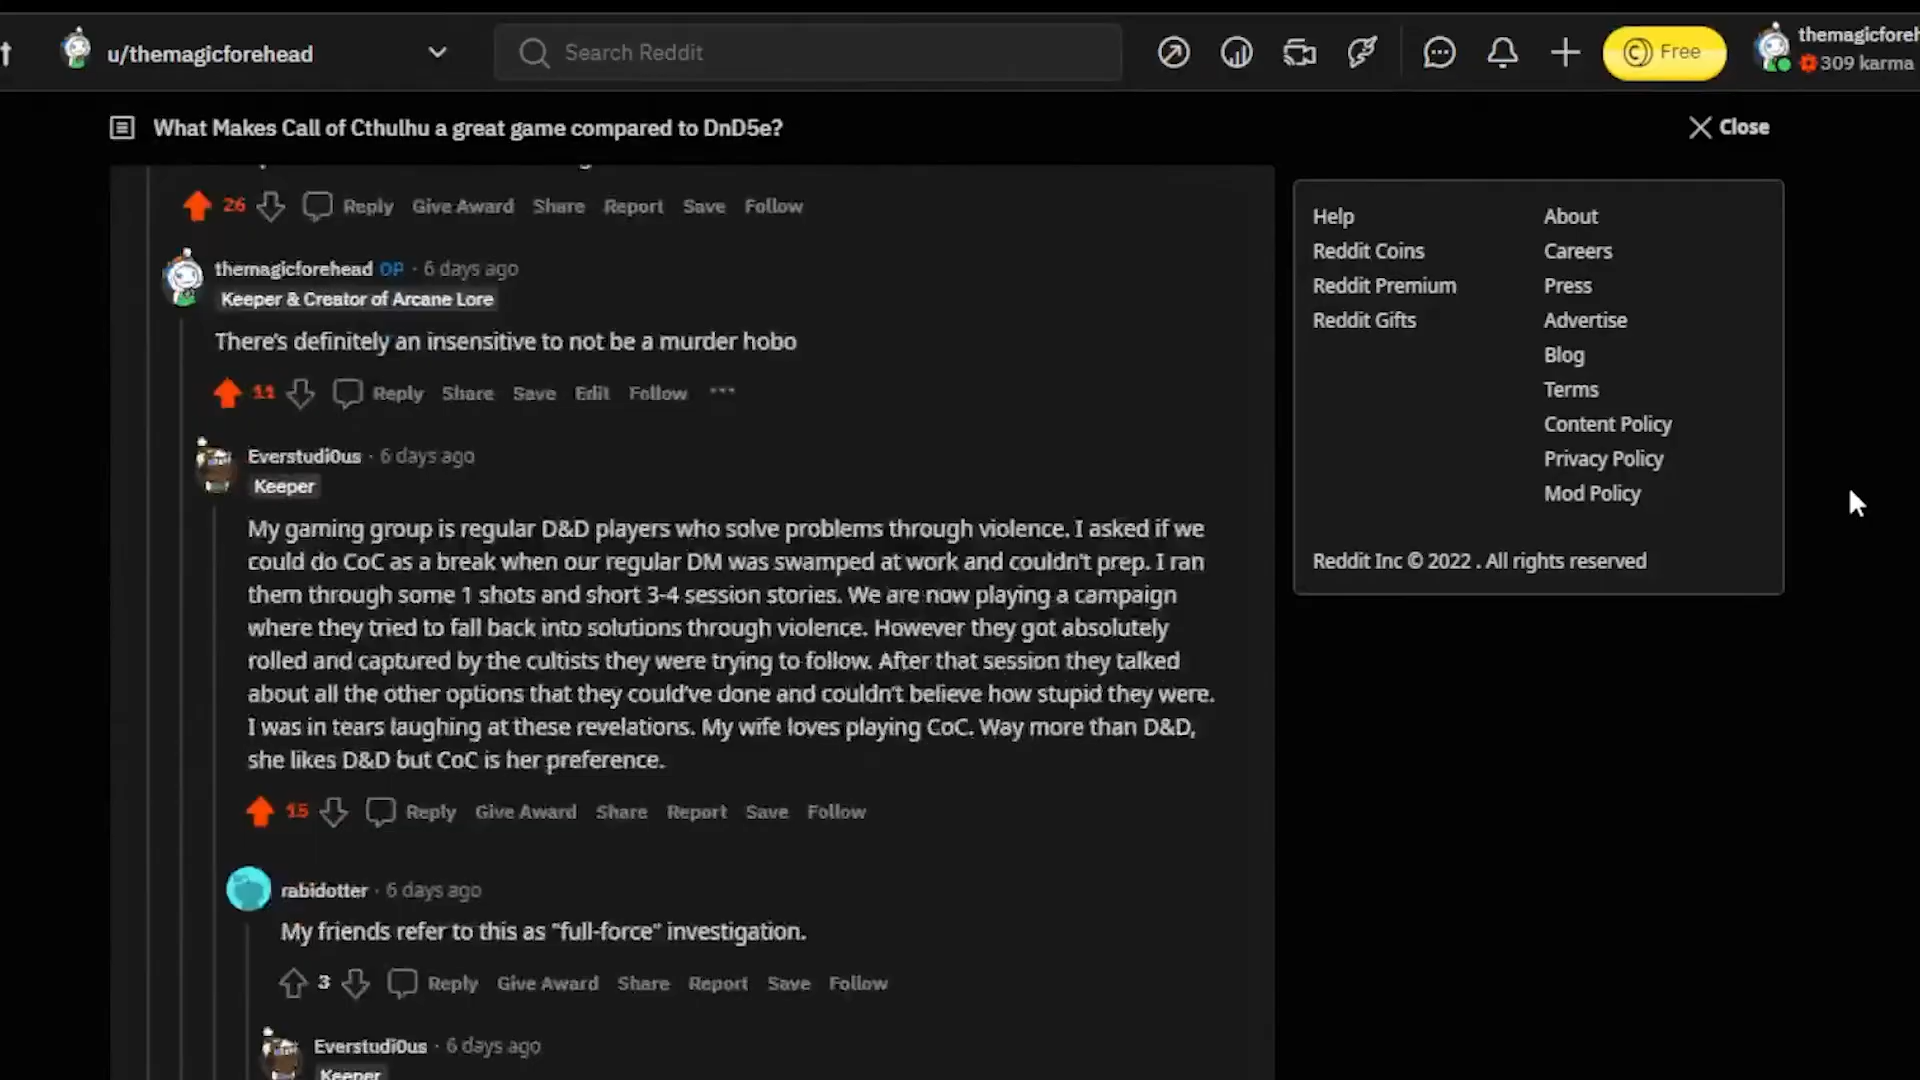 u/themagicforehead
Search Reddit
Free
309 karma
What Makes Call of Cthulhu a great game compared to DnD5e?
Close
26 Reply Give Award Share Report Save Follow
themagicforehead OP · 6 days ago
Keeper & Creator of Arcane Lore
There's definitely an insensitive to not be a murder hobo
11 Reply Share Save Edit Follow ...
Everstudi0us · 6 days ago
Keeper
My gaming group is regular D&D players who solve problems through violence. I asked if we
could do CoC as a break when our regular DM was swamped at work and couldn't prep. I ran
them through some 1 shots and short 3-4 session stories. We are now playing a campaign
where they tried to fall back into solutions through violence. However they got absolutely
rolled and captured by the cultists they were trying to follow. After that session they talked
about all the other options that they could've done and couldn't believe how stupid they were.
I was in tears laughing at these revelations. My wife loves playing CoC. Way more than D&D,
she likes D&D but CoC is her preference.
15 Reply Give Award Share Report Save Follow
rabidotter · 6 days ago
My friends refer to this as "full-force" investigation.
3 Reply Give Award Share Report Save Follow
Everstudi0us · 6 days ago
Keeper
Help
Reddit Coins
Reddit Premium
Reddit Gifts
About
Careers
Press
Advertise
Blog
Terms
Content Policy
Privacy Policy
Mod Policy
Reddit Inc © 2022 . All rights reserved